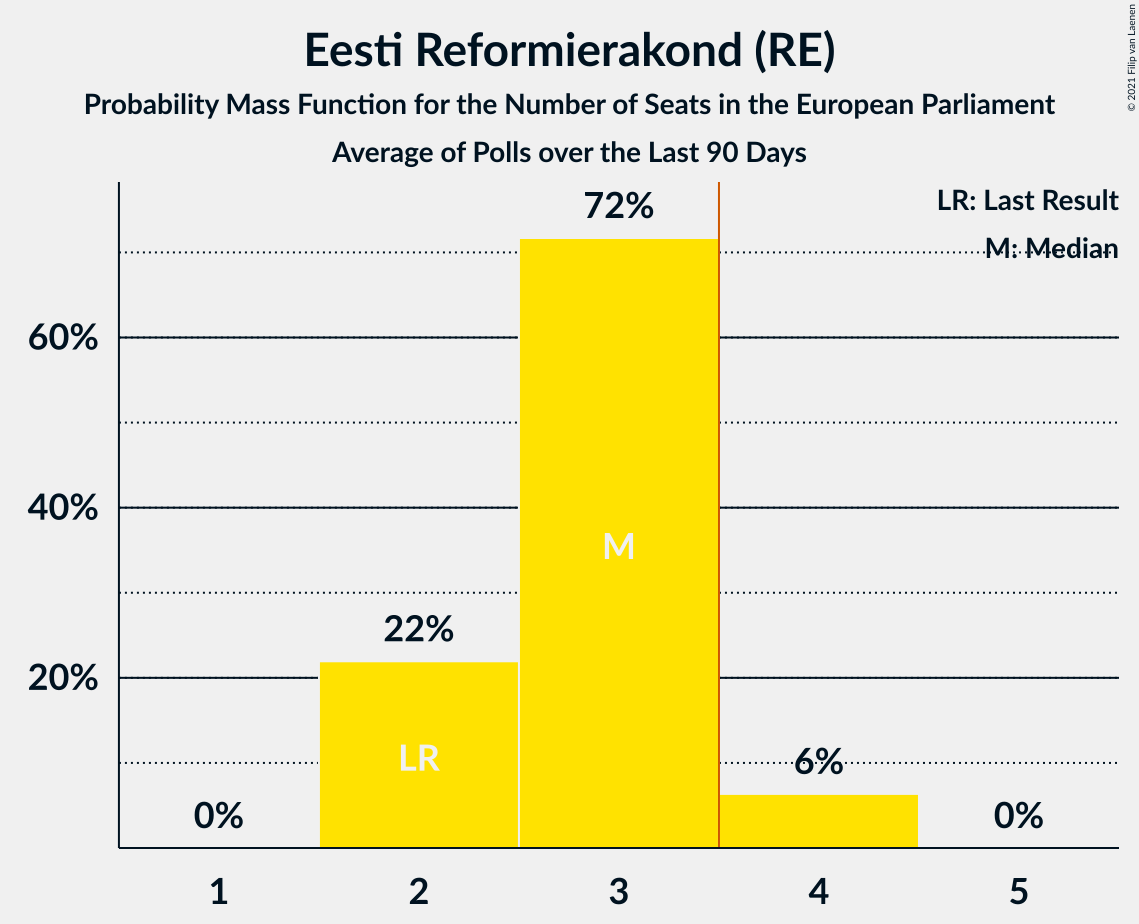 Eesti Reformierakond (RE)
Probability Mass Function for the Number of Seats in the European Parliament
Average of Polls over the Last 90 Days
© 2021 Filip van Laenen
LR: Last Result
M: Median
72%
60%
40%
20%
M
22%
LR
6%
0%
0%
1 2 3 4 5